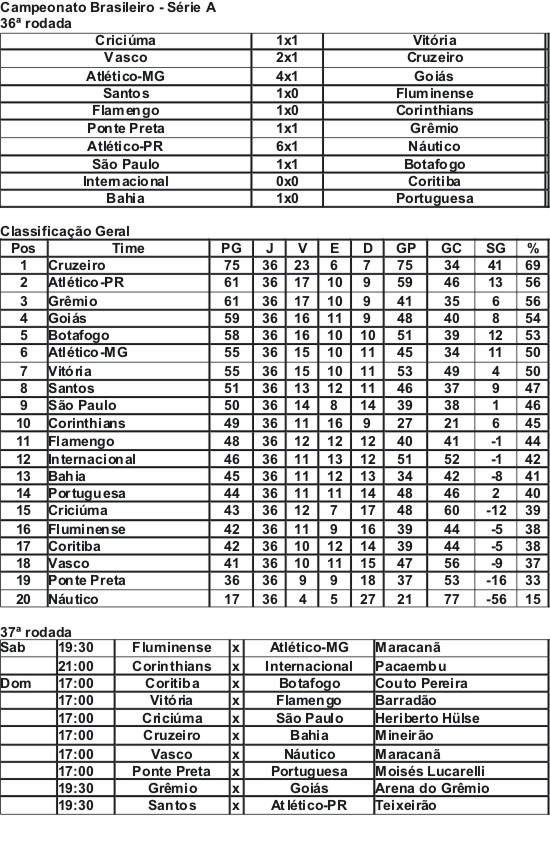 Campeonato Brasileiro - Série A
36ª rodada
Criciúma 1x1 Vitória
Vasco 2x1 Cruzeiro
Atlético-MG 4x1 Goiás
Santos 1x0 Fluminense
Flamengo 1x0 Corinthians
Ponte Preta 1x1 Grêmio
Atlético-PR 6x1 Náutico
São Paulo 1x1 Botafogo
Internacional 0x0 Coritiba
Bahia 1x0 Portuguesa
Classificação Geral
Pos Time PG J V E D GP GC SG %
1 Cruzeiro 75 36 23 6 7 75 34 41 69
2 Atlético-PR 61 36 17 10 9 59 46 13 56
3 Grêmio 61 36 17 10 9 41 35 6 56
4 Goiás 59 36 16 11 9 48 40 8 54
5 Botafogo 58 36 16 10 10 51 39 12 53
6 Atlético-MG 55 36 15 10 11 45 34 11 50
7 Vitória 55 36 15 10 11 53 49 4 50
8 Santos 51 36 13 12 11 46 37 9 47
9 São Paulo 50 36 14 8 14 39 38 1 46
10 Corinthians 49 36 11 16 9 27 21 6 45
11 Flamengo 48 36 12 12 12 40 41 -1 44
12 Internacional 46 36 11 13 12 51 52 -1 42
13 Bahia 45 36 11 12 13 34 42 -8 41
14 Portuguesa 44 36 11 11 14 48 46 2 40
15 Criciúma 43 36 12 7 17 48 60 -12 39
16 Fluminense 42 36 11 9 16 39 44 -5 38
17 Coritiba 42 36 10 12 14 39 44 -5 38
18 Vasco 41 36 10 11 15 47 56 -9 37
19 Ponte Preta 36 36 9 9 18 37 53 -16 33
20 Náutico 17 36 4 5 27 21 77 -56 15
37ª rodada
Sab 19:30 Fluminense x Atlético-MG Maracanã
21:00 Corinthians x Internacional Pacaembu
Dom 17:00 Coritiba x Botafogo Couto Pereira
17:00 Vitória x Flamengo Barradão
17:00 Criciúma x São Paulo Heriberto Hülse
17:00 Cruzeiro x Bahia Mineirão
17:00 Vasco x Náutico Maracanã
17:00 Ponte Preta x Portuguesa Moisés Lucarelli
19:30 Grêmio x Goiás Arena do Grêmio
19:30 Santos x Atlético-PR Teixeirão